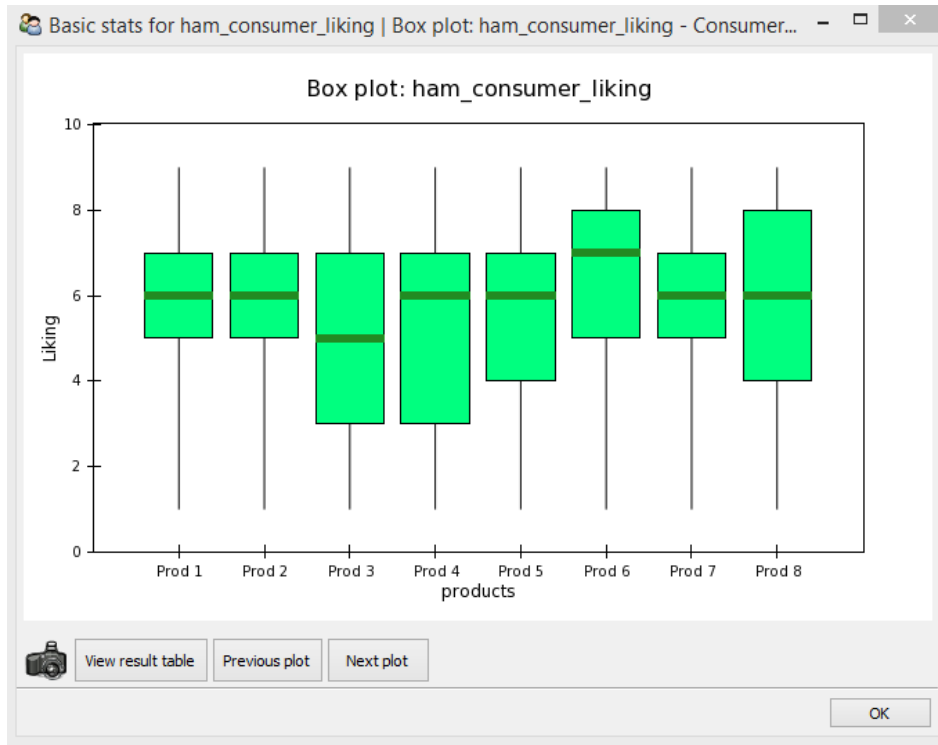 Basic stats for ham_consumer_liking | Box plot: ham_consumer_liking - Consumer...
Box plot: ham_consumer_liking
10
8
6
4
2
0
Liking
Prod 1 Prod 2 Prod 3 Prod 4 Prod 5 Prod 6 Prod 7 Prod 8
products
View result table Previous plot Next plot
OK